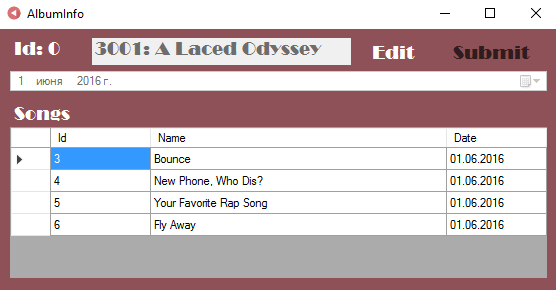 AlbumInfo
Id: 0 3001: A Laced Odyssey Edit Submit
1 июня 2016 г.
Songs
Id Name Date
3 Bounce 01.06.2016
4 New Phone, Who Dis? 01.06.2016
5 Your Favorite Rap Song 01.06.2016
6 Fly Away 01.06.2016